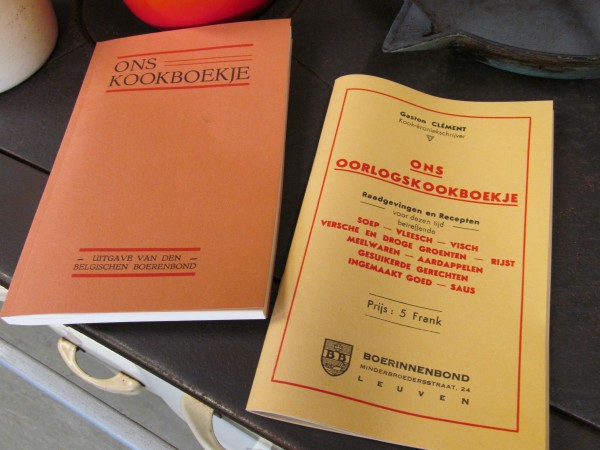 ONS
KOOKBOEKJE
— UITGAVE VAN DEN —
BELGISCHEN BOERENBOND
Gaston CLÉMENT
Kook-kroniekschrijver
ONS
OORLOGSKOOKBOEKJE
Raadgevingen en Recepten
voor dezen tijd
betreffende
SOEP — VLEESCH — VISCH
VERSCHE EN DROGE GROENTEN — RIJST
MEELWAREN — AARDAPPELEN
GESUIKERDE GERECHTEN
INGEMAAKT GOED — SAUS
Prijs : 5 Frank
BB
BOERINNENBOND
MINDERBROEDERSSTRAAT, 24
LEUVEN